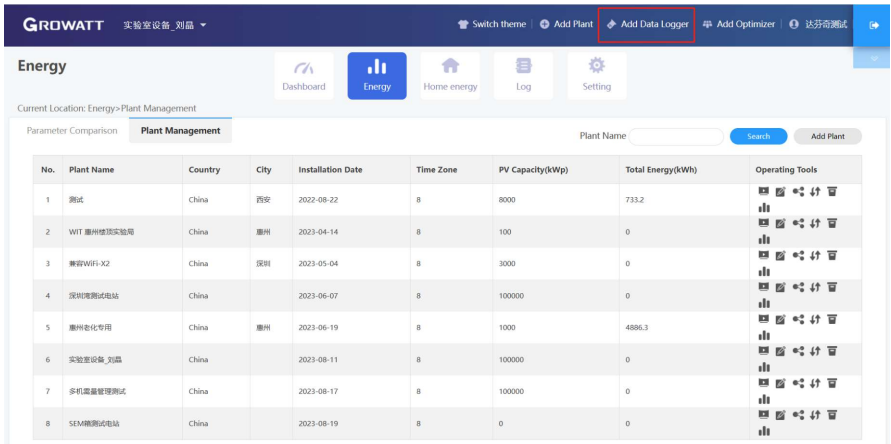 GROWATT 实验室设备_刘晶 Switch theme Add Plant Add Data Logger Add Optimizer 达芬奇测试
Energy
Dashboard Energy Home energy Log Setting
Current Location: Energy>Plant Management
Parameter Comparison Plant Management Plant Name Search Add Plant
No. Plant Name Country City Installation Date Time Zone PV Capacity(kWp) Total Energy(kWh) Operating Tools
1 测试 China 西安 2022-08-22 8 8000 733.2
2 WIT 惠州楼顶实验局 China 惠州 2023-04-14 8 100 0
3 兼容WiFi-X2 China 深圳 2023-05-04 8 3000 0
4 深圳湾测试电站 China 2023-06-07 8 100000 0
5 惠州老化专用 China 惠州 2023-06-19 8 1000 4886.3
6 实验室设备_刘晶 China 2023-08-11 8 100000 0
7 多机需量管理测试 China 2023-08-17 8 100000 0
8 SEM箱测试电站 China 2023-08-19 8 0 0